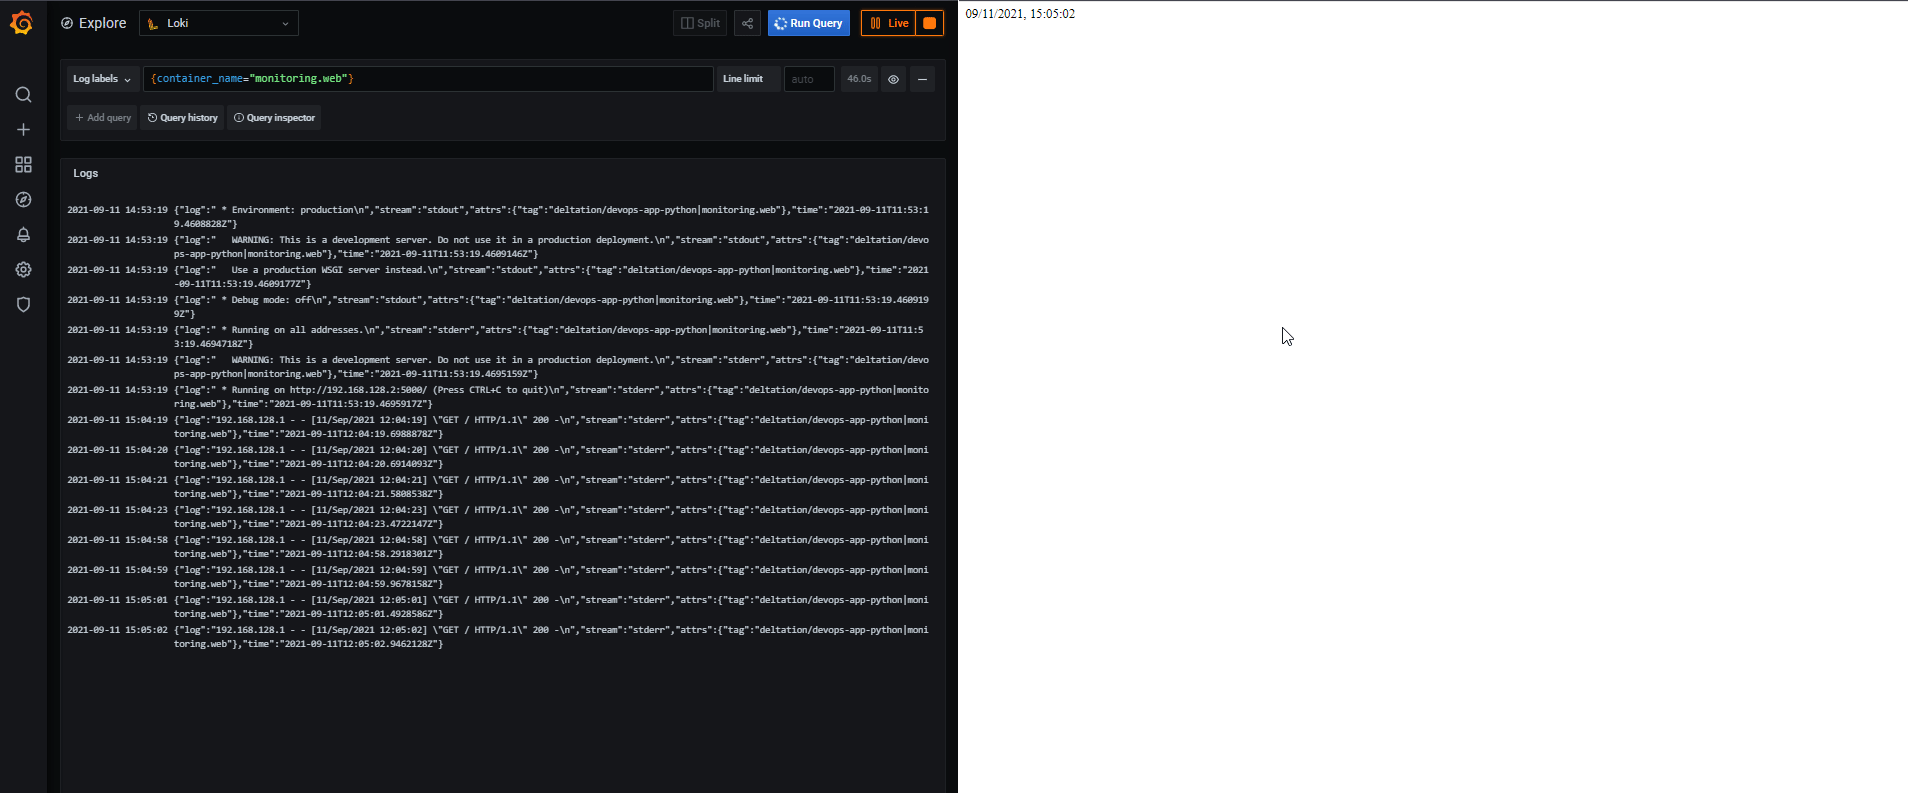 Explore
Loki
Split
Run Query
Live
Log labels
{container_name="monitoring.web"}
Line limit
auto
46.0s
+ Add query
Query history
Query inspector
Logs
2021-09-11 14:53:19 {"log":" * Environment: production\n","stream":"stdout","attrs":{"tag":"deltation/devops-app-python|monitoring.web"},"time":"2021-09-11T11:53:1
9.4608828Z"}
2021-09-11 14:53:19 {"log":"   WARNING: This is a development server. Do not use it in a production deployment.\n","stream":"stdout","attrs":{"tag":"deltation/devo
ps-app-python|monitoring.web"},"time":"2021-09-11T11:53:19.4609146Z"}
2021-09-11 14:53:19 {"log":"   Use a production WSGI server instead.\n","stream":"stdout","attrs":{"tag":"deltation/devops-app-python|monitoring.web"},"time":"2021
-09-11T11:53:19.4609177Z"}
2021-09-11 14:53:19 {"log":" * Debug mode: off\n","stream":"stdout","attrs":{"tag":"deltation/devops-app-python|monitoring.web"},"time":"2021-09-11T11:53:19.460919
9Z"}
2021-09-11 14:53:19 {"log":" * Running on all addresses.\n","stream":"stderr","attrs":{"tag":"deltation/devops-app-python|monitoring.web"},"time":"2021-09-11T11:5
3:19.4694718Z"}
2021-09-11 14:53:19 {"log":"   WARNING: This is a development server. Do not use it in a production deployment.\n","stream":"stderr","attrs":{"tag":"deltation/devo
ps-app-python|monitoring.web"},"time":"2021-09-11T11:53:19.4695159Z"}
2021-09-11 14:53:19 {"log":" * Running on http://192.168.128.2:5000/ (Press CTRL+C to quit)\n","stream":"stderr","attrs":{"tag":"deltation/devops-app-python|monito
ring.web"},"time":"2021-09-11T11:53:19.4695917Z"}
2021-09-11 15:04:19 {"log":"192.168.128.1 - - [11/Sep/2021 12:04:19] \"GET / HTTP/1.1\" 200 -\n","stream":"stderr","attrs":{"tag":"deltation/devops-app-python|moni
toring.web"},"time":"2021-09-11T12:04:19.6988878Z"}
2021-09-11 15:04:20 {"log":"192.168.128.1 - - [11/Sep/2021 12:04:20] \"GET / HTTP/1.1\" 200 -\n","stream":"stderr","attrs":{"tag":"deltation/devops-app-python|moni
toring.web"},"time":"2021-09-11T12:04:20.6914093Z"}
2021-09-11 15:04:21 {"log":"192.168.128.1 - - [11/Sep/2021 12:04:21] \"GET / HTTP/1.1\" 200 -\n","stream":"stderr","attrs":{"tag":"deltation/devops-app-python|moni
toring.web"},"time":"2021-09-11T12:04:21.5808538Z"}
2021-09-11 15:04:23 {"log":"192.168.128.1 - - [11/Sep/2021 12:04:23] \"GET / HTTP/1.1\" 200 -\n","stream":"stderr","attrs":{"tag":"deltation/devops-app-python|moni
toring.web"},"time":"2021-09-11T12:04:23.4722147Z"}
2021-09-11 15:04:58 {"log":"192.168.128.1 - - [11/Sep/2021 12:04:58] \"GET / HTTP/1.1\" 200 -\n","stream":"stderr","attrs":{"tag":"deltation/devops-app-python|moni
toring.web"},"time":"2021-09-11T12:04:58.2918301Z"}
2021-09-11 15:04:59 {"log":"192.168.128.1 - - [11/Sep/2021 12:04:59] \"GET / HTTP/1.1\" 200 -\n","stream":"stderr","attrs":{"tag":"deltation/devops-app-python|moni
toring.web"},"time":"2021-09-11T12:04:59.9678158Z"}
2021-09-11 15:05:01 {"log":"192.168.128.1 - - [11/Sep/2021 12:05:01] \"GET / HTTP/1.1\" 200 -\n","stream":"stderr","attrs":{"tag":"deltation/devops-app-python|moni
toring.web"},"time":"2021-09-11T12:05:01.4928586Z"}
2021-09-11 15:05:02 {"log":"192.168.128.1 - - [11/Sep/2021 12:05:02] \"GET / HTTP/1.1\" 200 -\n","stream":"stderr","attrs":{"tag":"deltation/devops-app-python|moni
toring.web"},"time":"2021-09-11T12:05:02.9462128Z"}
09/11/2021, 15:05:02